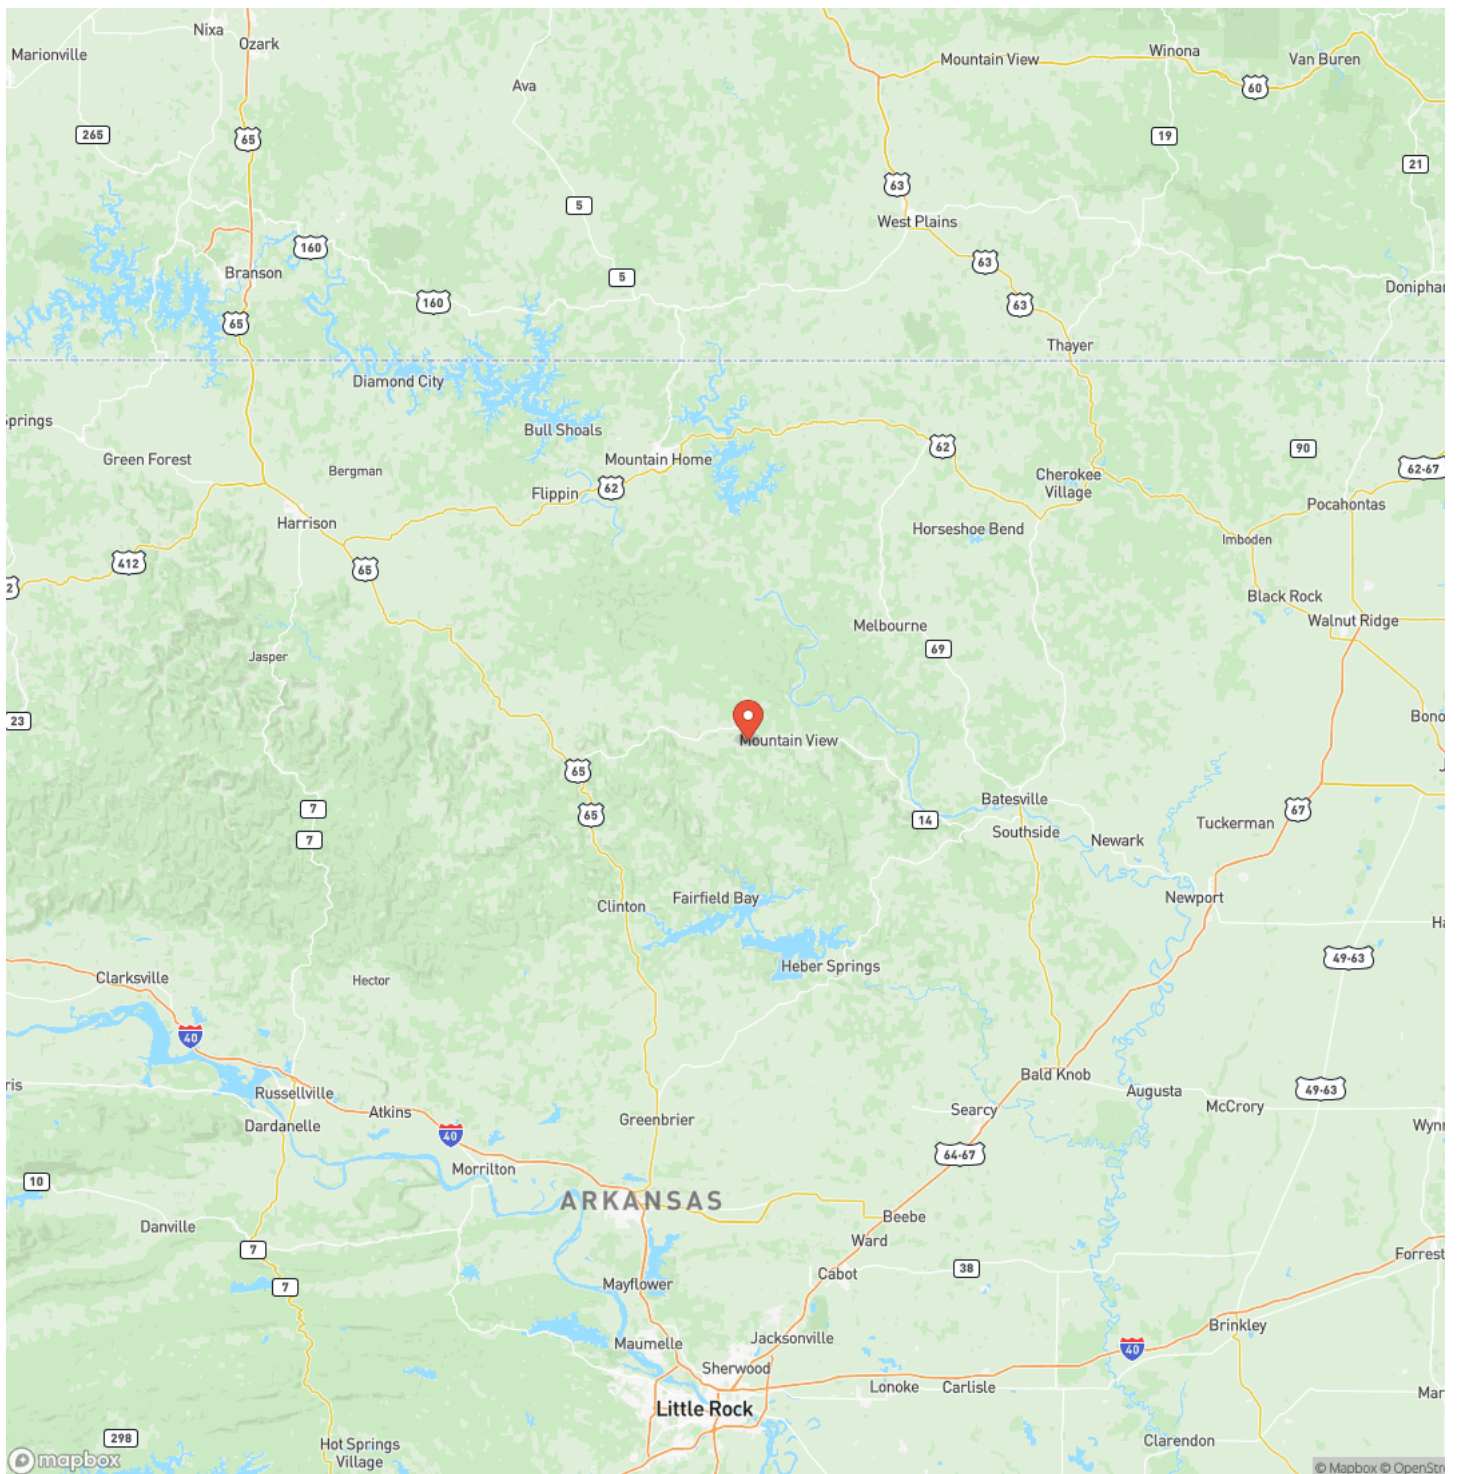 Nixa
Ozark
Marionville
Mountain View
Winona
Van Buren
Ava
60
265
65
19
21
63
5
West Plains
160
63
Branson
5
160
63
Doniphan
65
Thayer
Diamond City
Springs
Bull Shoals
62
90
Green Forest
Bergman
Mountain Home
Cherokee
Village
62-67
Flippin
62
Pocahontas
Harrison
Horseshoe Bend
Imboden
412
65
2
Black Rock
Melbourne
Walnut Ridge
Jasper
69
23
Bono
Mountain View
65
Batesville
7
65
14
67
Southside
Tuckerman
7
Newark
Clinton
Fairfield Bay
Newport
Ha
49-63
Clarksville
Hector
Heber Springs
40
ris
Russellville
Bald Knob
Augusta
49-63
Atkins
Greenbrier
Searcy
McCrory
Dardanelle
40
Wynn
64-67
Morrilton
10
ARKANSAS
Danville
Beebe
7
Ward
Forrest
38
Mayflower
Cabot
7
Brinkley
Maumelle
Jacksonville
40
Sherwood
Lonoke
Carlisle
Mar
Little Rock
298
Hot Springs
Village
Clarendon
mapbox
© Mapbox © OpenStre